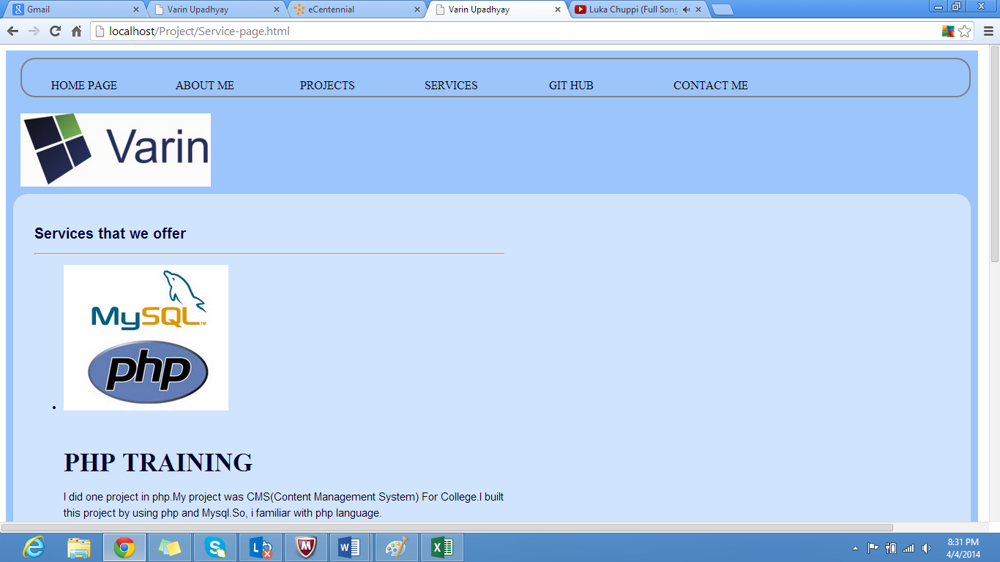 Gmail
Varin Upadhyay
eCentennial
Varin Upadhyay
Luka Chuppi (Full Song
localhost/Project/Service-page.html
HOME PAGE ABOUT ME PROJECTS SERVICES GIT HUB CONTACT ME
Varin
Services that we offer
MySQL™
php
PHP TRAINING
I did one project in php.My project was CMS(Content Management System) For College.I built
this project by using php and Mysql.So, i familiar with php language.
8:31 PM
4/4/2014